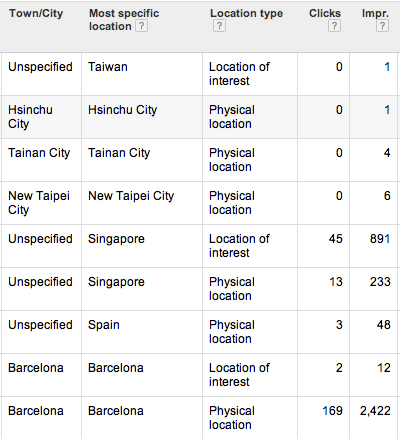 Town/City Most specific location ? Location type ? Clicks ? Impr. ?
Unspecified Taiwan Location of interest 0 1
Hsinchu City Hsinchu City Physical location 0 1
Tainan City Tainan City Physical location 0 4
New Taipei City New Taipei City Physical location 0 6
Unspecified Singapore Location of interest 45 891
Unspecified Singapore Physical location 13 233
Unspecified Spain Physical location 3 48
Barcelona Barcelona Location of interest 2 12
Barcelona Barcelona Physical location 169 2,422